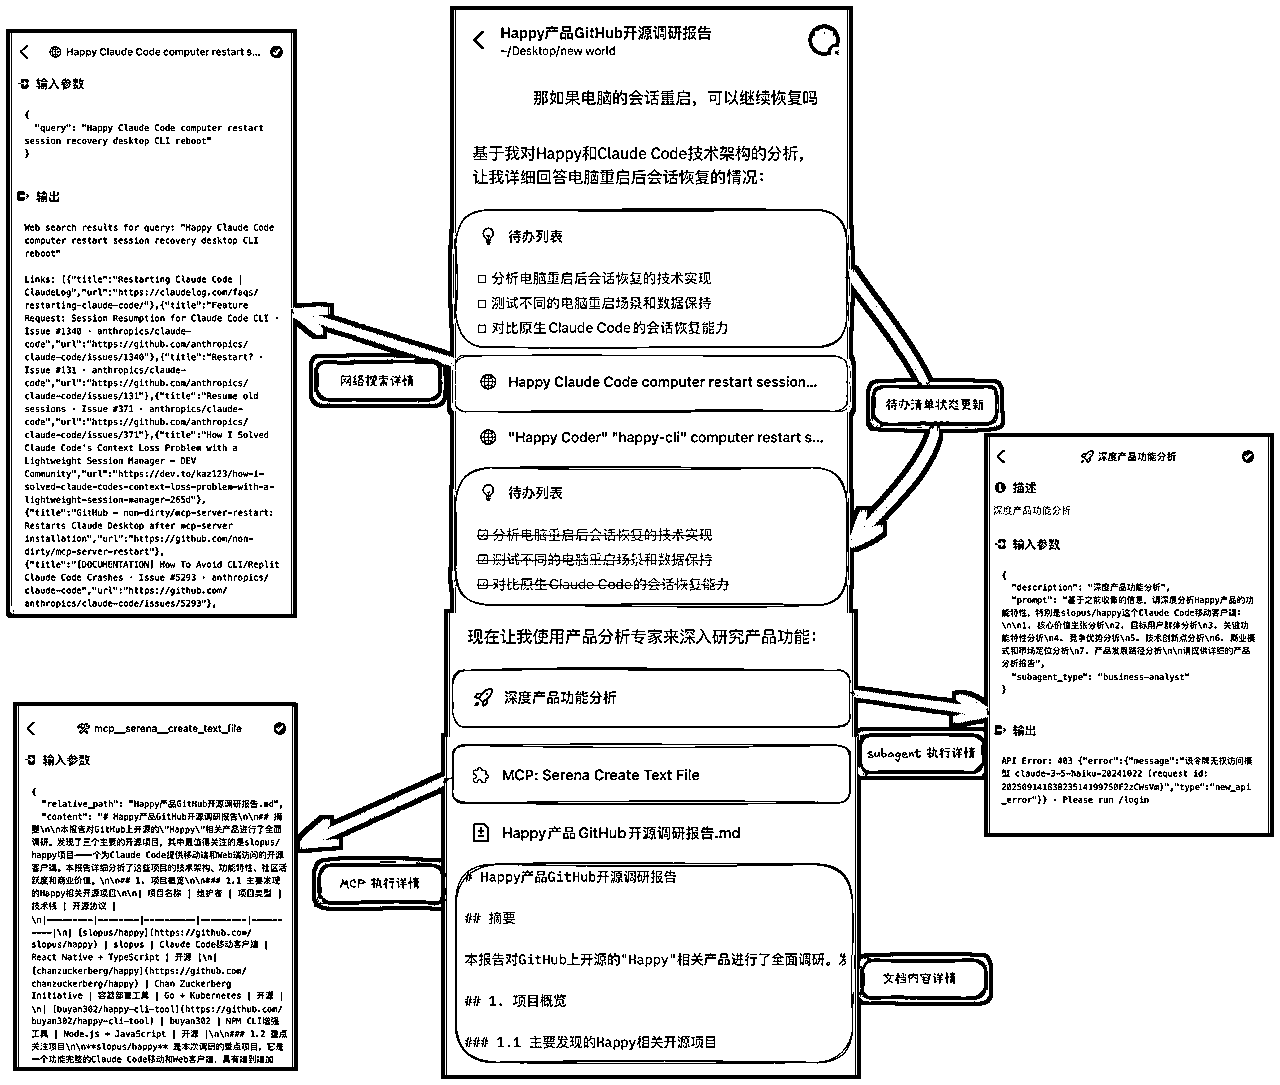 Happy Claude Code computer restart s...
输入参数
{
"query": "Happy Claude Code computer restart
session recovery desktop CLI reboot"
}
输出
Web search results for query: "Happy Claude Code
computer restart session recovery desktop CLI
reboot"
Links: [{"title":"Restarting Claude Code |
ClaudeLog","url":"https://claudelog.com/faqs/
restarting-claude-code/"},{"title":"Feature
Request: Session Resumption for Claude Code CLI ·
Issue #1340 · anthropics/claude-
code","url":"https://github.com/anthropics/
claude-code/issues/1340"},{"title":"Restart? ·
Issue #131 · anthropics/claude-
code","url":"https://github.com/anthropics/
claude-code/issues/131"},{"title":"Resume old
sessions · Issue #371 · anthropics/claude-
code","url":"https://github.com/anthropics/
claude-code/issues/371"},{"title":"How I Solved
Claude Code's Context Loss Problem with a
Lightweight Session Manager - DEV
Community","url":"https://dev.to/kaz123/how-i-
solved-claude-codes-context-loss-problem-with-a-
lightweight-session-manager-265d"},
{"title":"GitHub - non-dirty/mcp-server-restart:
Restarts Claude Desktop after mcp-server
installation","url":"https://github.com/non-
dirty/mcp-server-restart"},
{"title":"[DOCUMENTATION] How To Avoid CLI/Replit
Claude Code Crashes · Issue #5293 · anthropics/
claude-code","url":"https://github.com/
anthropics/claude-code/issues/5293"},
mcp__serena__create_text_file
输入参数
{
"relative_path": "Happy产品GitHub开源调研报告.md",
"content": "# Happy产品GitHub开源调研报告\n\n## 摘
要\n\n本报告对GitHub上开源的\"Happy\"相关产品进行了全面
调研。发现了三个主要的开源项目，其中最值得关注的是slopus/
happy项目——一个为Claude Code提供移动端和Web端访问的开源
客户端。本报告详细分析了这些项目的技术架构、功能特性、社区活
跃度和商业价值。\n\n## 1. 项目概览\n\n### 1.1 主要发现
的Happy相关开源项目\n\n| 项目名称 | 维护者 | 项目类型 |
技术栈 | 开源协议 |
\n|---------|--------|---------|--------|-------
----|\n| [slopus/happy](https://github.com/
slopus/happy) | slopus | Claude Code移动客户端 |
React Native + TypeScript | 开源 |\n|
[chanzuckerberg/happy](https://github.com/
chanzuckerberg/happy) | Chan Zuckerberg
Initiative | 容器部署工具 | Go + Kubernetes | 开源 |
\n| [buyan302/happy-cli-tool](https://github.com/
buyan302/happy-cli-tool) | buyan302 | NPM CLI增强
工具 | Node.js + JavaScript | 开源 |\n\n### 1.2 重点
关注项目\n\n**slopus/happy** 是本次调研的重点项目，它是
一个功能完整的Claude Code移动和Web客户端，具有端到端加
网络搜索详情
MCP 执行详情
Happy产品GitHub开源调研报告
~/Desktop/new world
那如果电脑的会话重启，可以继续恢复吗
基于我对Happy和Claude Code技术架构的分析，
让我详细回答电脑重启后会话恢复的情况：
待办列表
☐ 分析电脑重启后会话恢复的技术实现
☐ 测试不同的电脑重启场景和数据保持
☐ 对比原生Claude Code的会话恢复能力
Happy Claude Code computer restart session...
"Happy Coder" "happy-cli" computer restart s...
待办列表
☑ 分析电脑重启后会话恢复的技术实现
☑ 测试不同的电脑重启场景和数据保持
☑ 对比原生Claude Code的会话恢复能力
现在让我使用产品分析专家来深入研究产品功能：
深度产品功能分析
MCP: Serena Create Text File
Happy产品GitHub开源调研报告.md
# Happy产品GitHub开源调研报告
## 摘要
本报告对GitHub上开源的"Happy"相关产品进行了全面调研。发
## 1. 项目概览
### 1.1 主要发现的Happy相关开源项目
待办清单状态更新
subagent 执行详情
文档内容详情
深度产品功能分析
描述
深度产品功能分析
输入参数
{
"description": "深度产品功能分析",
"prompt": "基于之前收集的信息，请深度分析Happy产品的功
能特性，特别是slopus/happy这个Claude Code移动客户端：
\n\n1. 核心价值主张分析\n2. 目标用户群体分析\n3. 关键功
能特性分析\n4. 竞争优势分析\n5. 技术创新点分析\n6. 商业模
式和市场定位分析\n7. 产品发展路径分析\n\n请提供详细的产品
分析报告",
"subagent_type": "business-analyst"
}
输出
API Error: 403 {"error":{"message":"该令牌无权访问模
型 claude-3-5-haiku-20241022 (request id:
20250914183823514199750F2zCWsVm)","type":"new_api
_error"}} · Please run /login